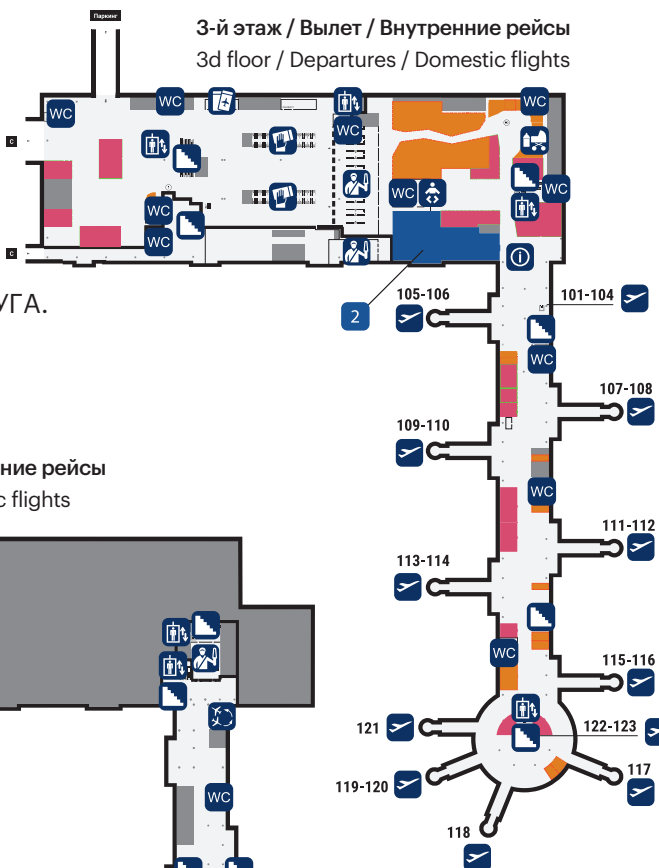 Паркинг
3-й этаж / Вылет / Внутренние рейсы
3d floor / Departures / Domestic flights
WC
WC
WC
WC
C
WC
WC
WC
WC
C
УГА.
2
105-106
101-104
WC
107-108
109-110
ние рейсы
c flights
WC
111-112
113-114
WC
115-116
121
122-123
119-120
117
WC
118